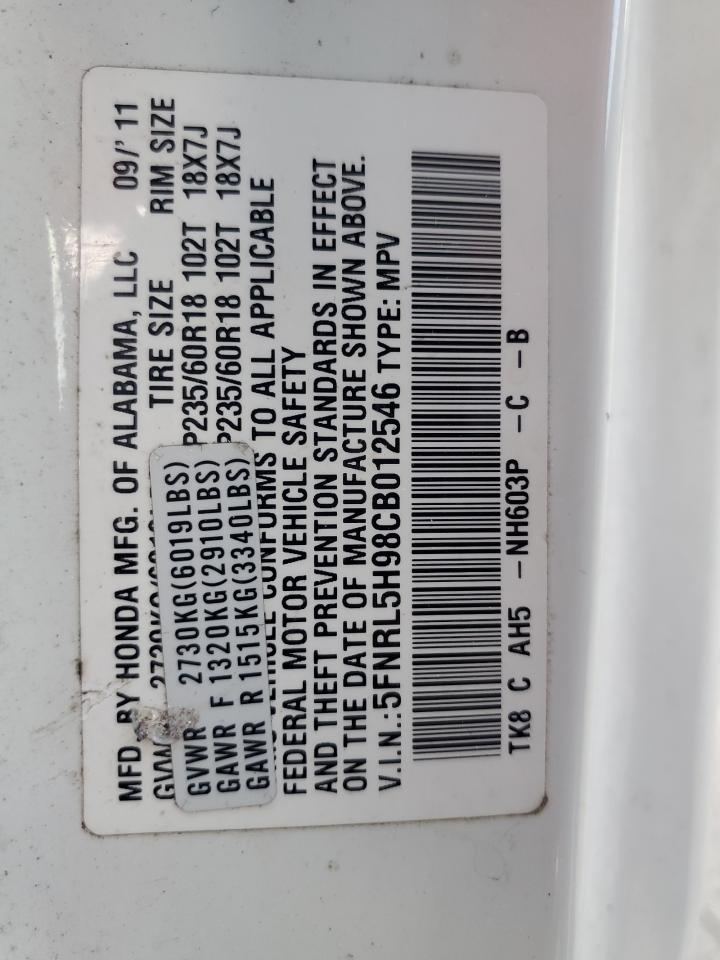 MFD BY HONDA MFG. OF ALABAMA, LLC 09/'11
TIRE SIZE RIM SIZE
GVWR 2730KG(6019LBS) P235/60R18 102T 18X7J
GAWR F 1320KG(2910LBS) P235/60R18 102T 18X7J
GAWR R 1515KG(3340LBS)
VEHICLE CONFORMS TO ALL APPLICABLE
FEDERAL MOTOR VEHICLE SAFETY
AND THEFT PREVENTION STANDARDS IN EFFECT
ON THE DATE OF MANUFACTURE SHOWN ABOVE.
V.I.N.:5FNRL5H98CB012546 TYPE: MPV
TK8 C AH5 -NH603P -C -B